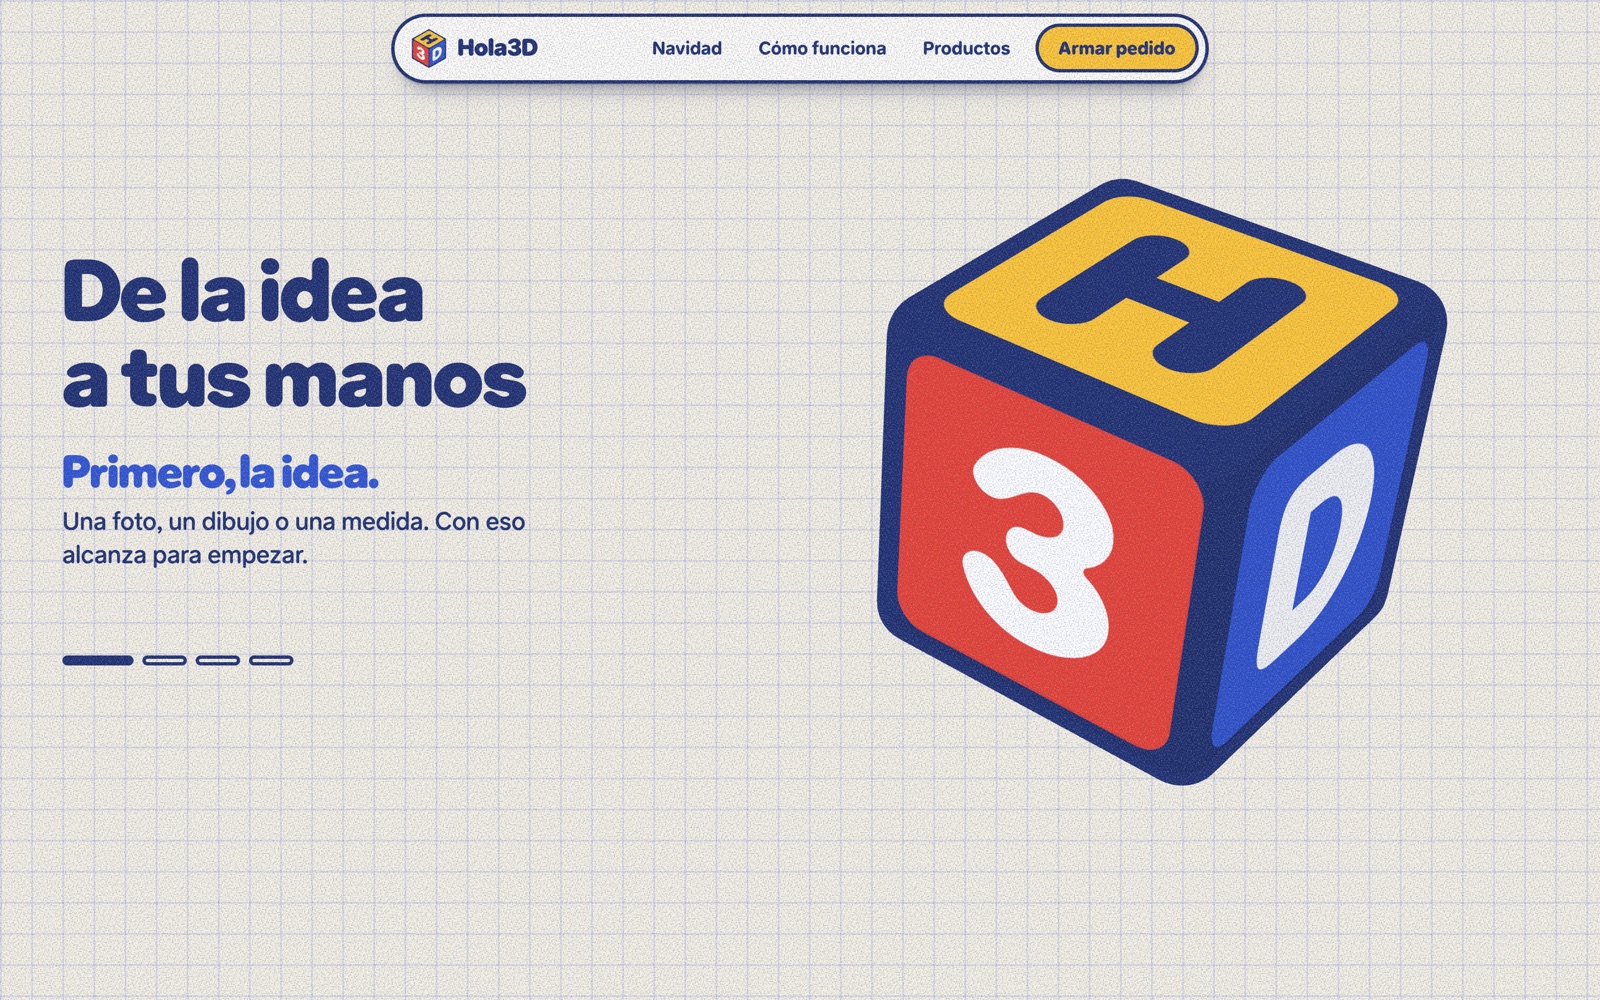 Hola3D
Navidad
Cómo funciona
Productos
Armar pedido
De la idea
a tus manos
Primero, la idea.
Una foto, un dibujo o una medida. Con eso
alcanza para empezar.
H
3
D